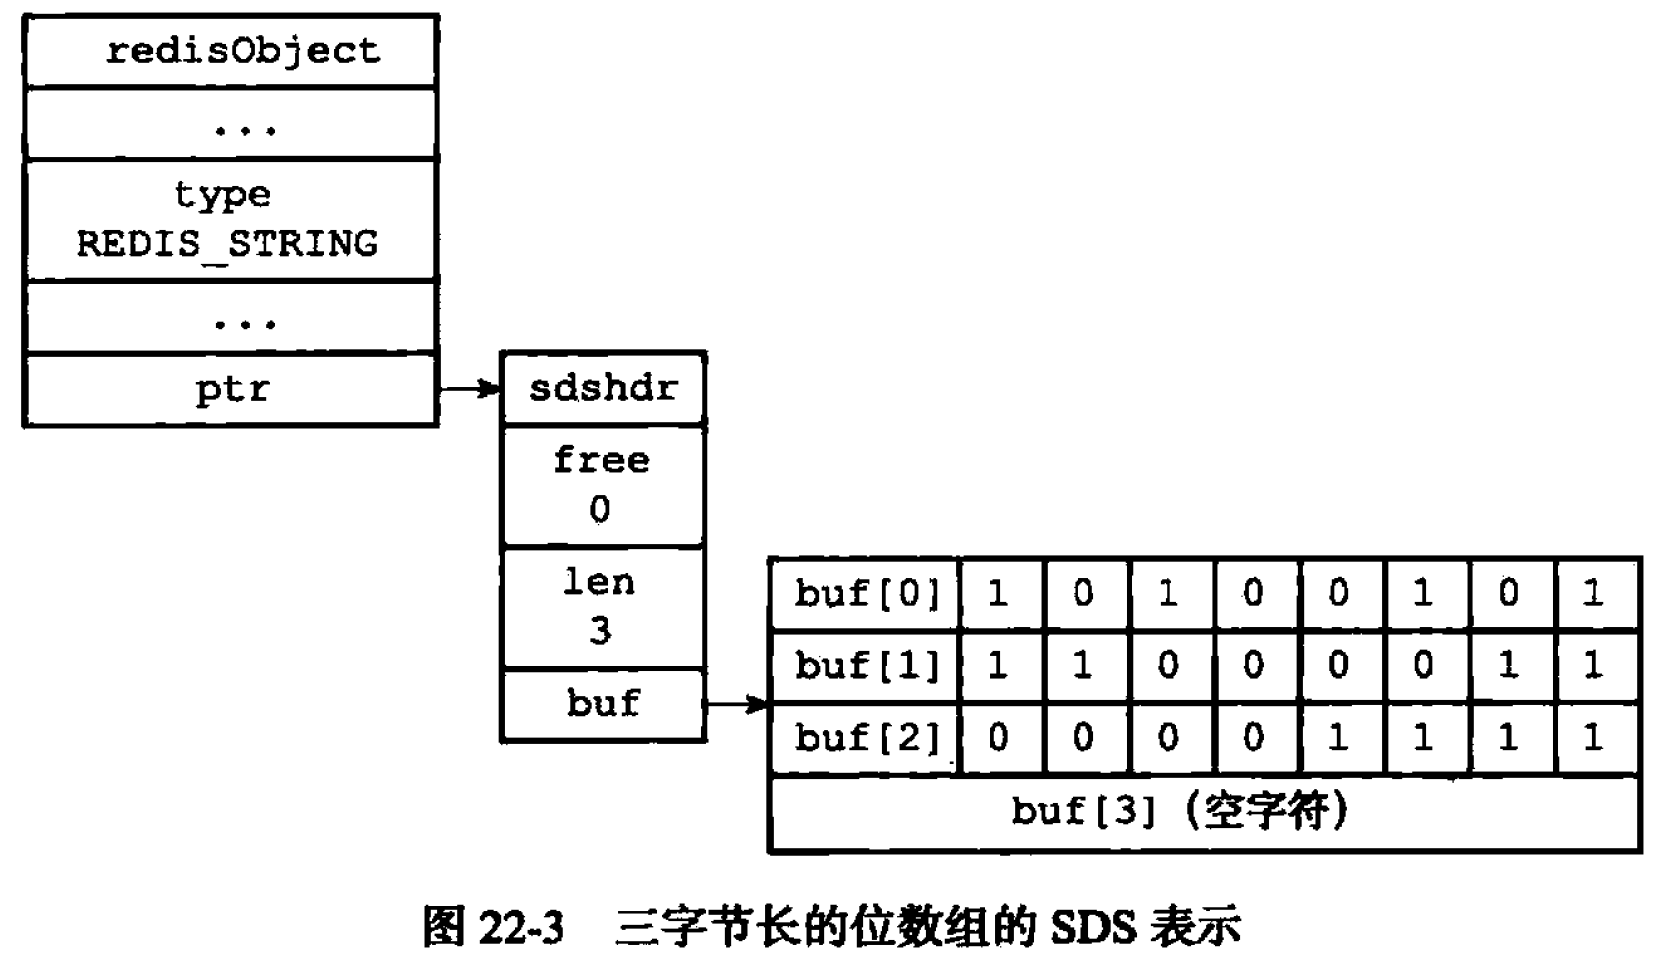 redisObject
...
type
REDIS_STRING
...
ptr
sdshdr
free
0
len
3
buf
buf[0] 1 0 1 0 0 1 0 1
buf[1] 1 1 0 0 0 0 1 1
buf[2] 0 0 0 0 1 1 1 1
buf[3] (空字符)
图 22-3 三字节长的位数组的 SDS 表示